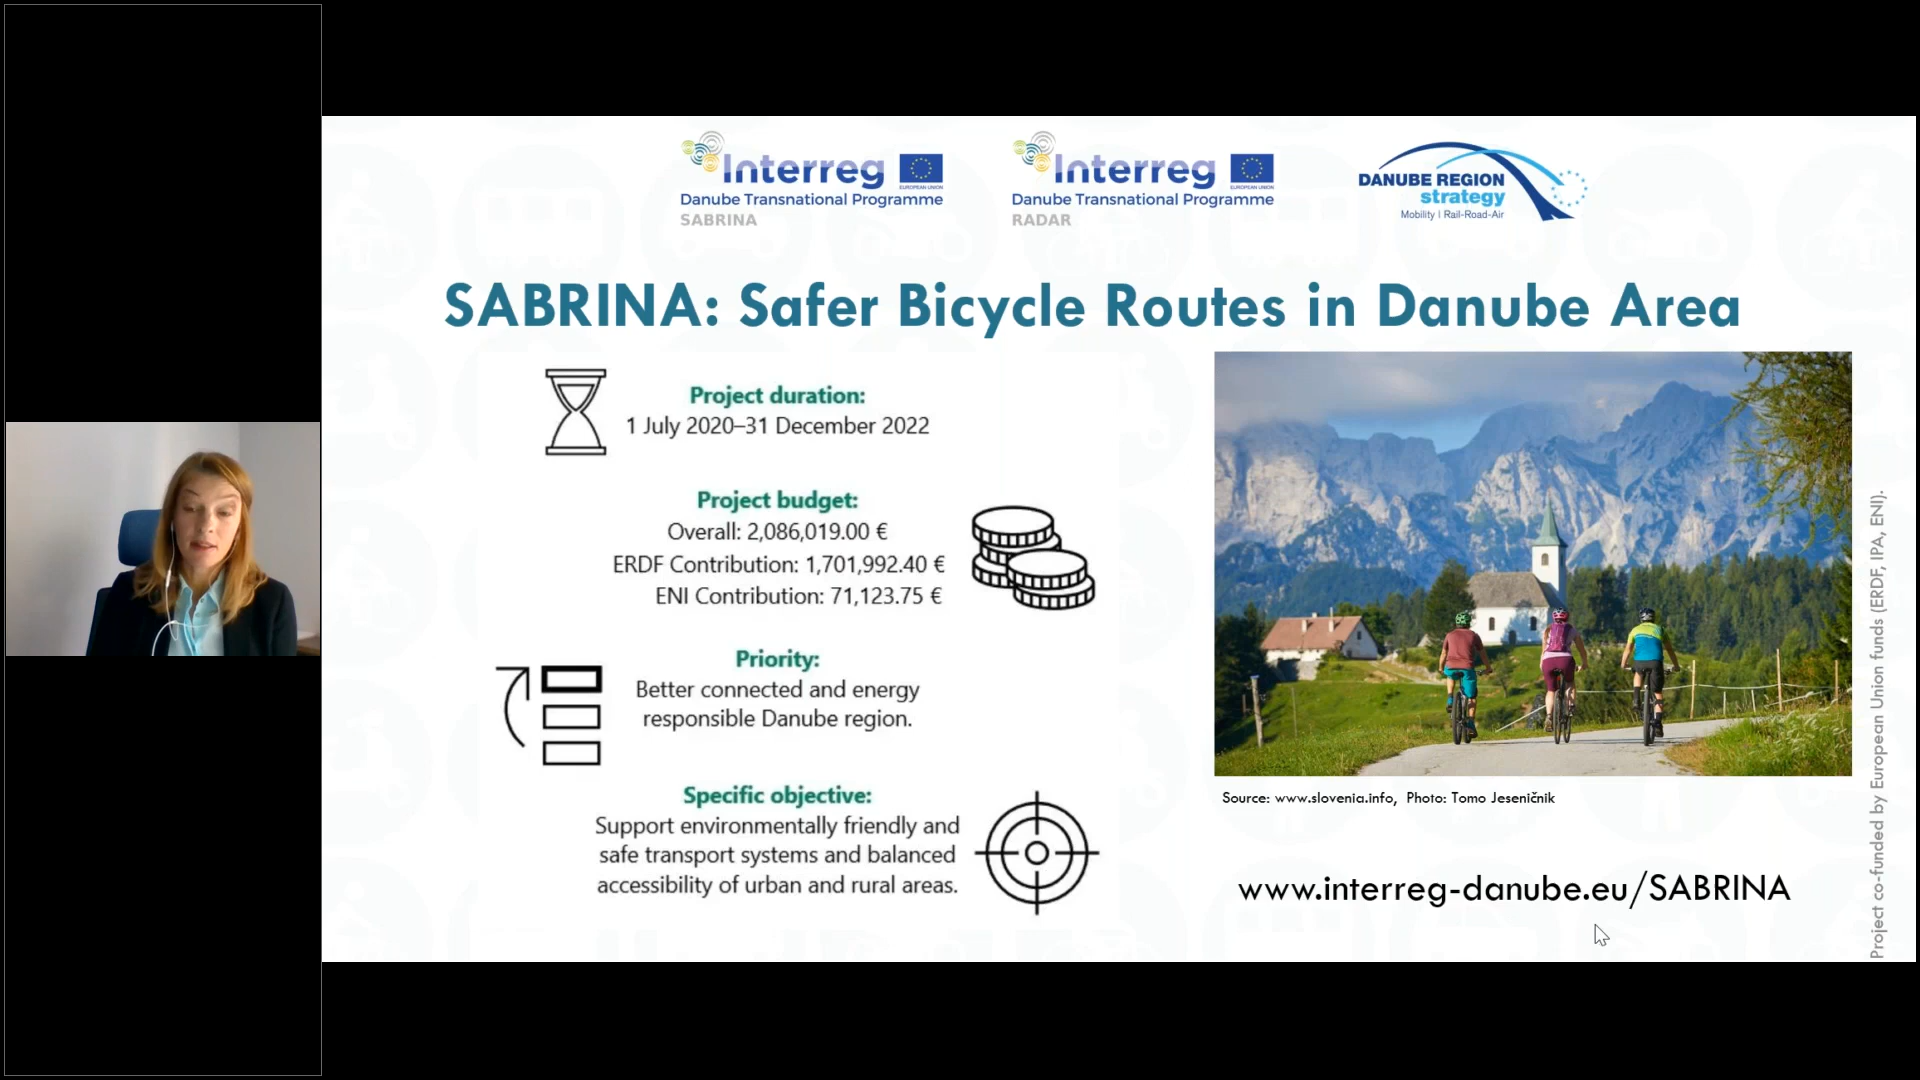 Interreg
EUROPEAN UNION
Danube Transnational Programme
SABRINA
Interreg
EUROPEAN UNION
Danube Transnational Programme
RADAR
DANUBE REGION
strategy
Mobility | Rail-Road-Air
SABRINA: Safer Bicycle Routes in Danube Area
Project duration:
1 July 2020–31 December 2022
Project budget:
Overall: 2,086,019.00 €
ERDF Contribution: 1,701,992.40 €
ENI Contribution: 71,123.75 €
Priority:
Better connected and energy
responsible Danube region.
Specific objective:
Support environmentally friendly and
safe transport systems and balanced
accessibility of urban and rural areas.
Source: www.slovenia.info, Photo: Tomo Jeseničnik
www.interreg-danube.eu/SABRINA
Project co-funded by European Union funds (ERDF, IPA, ENI).